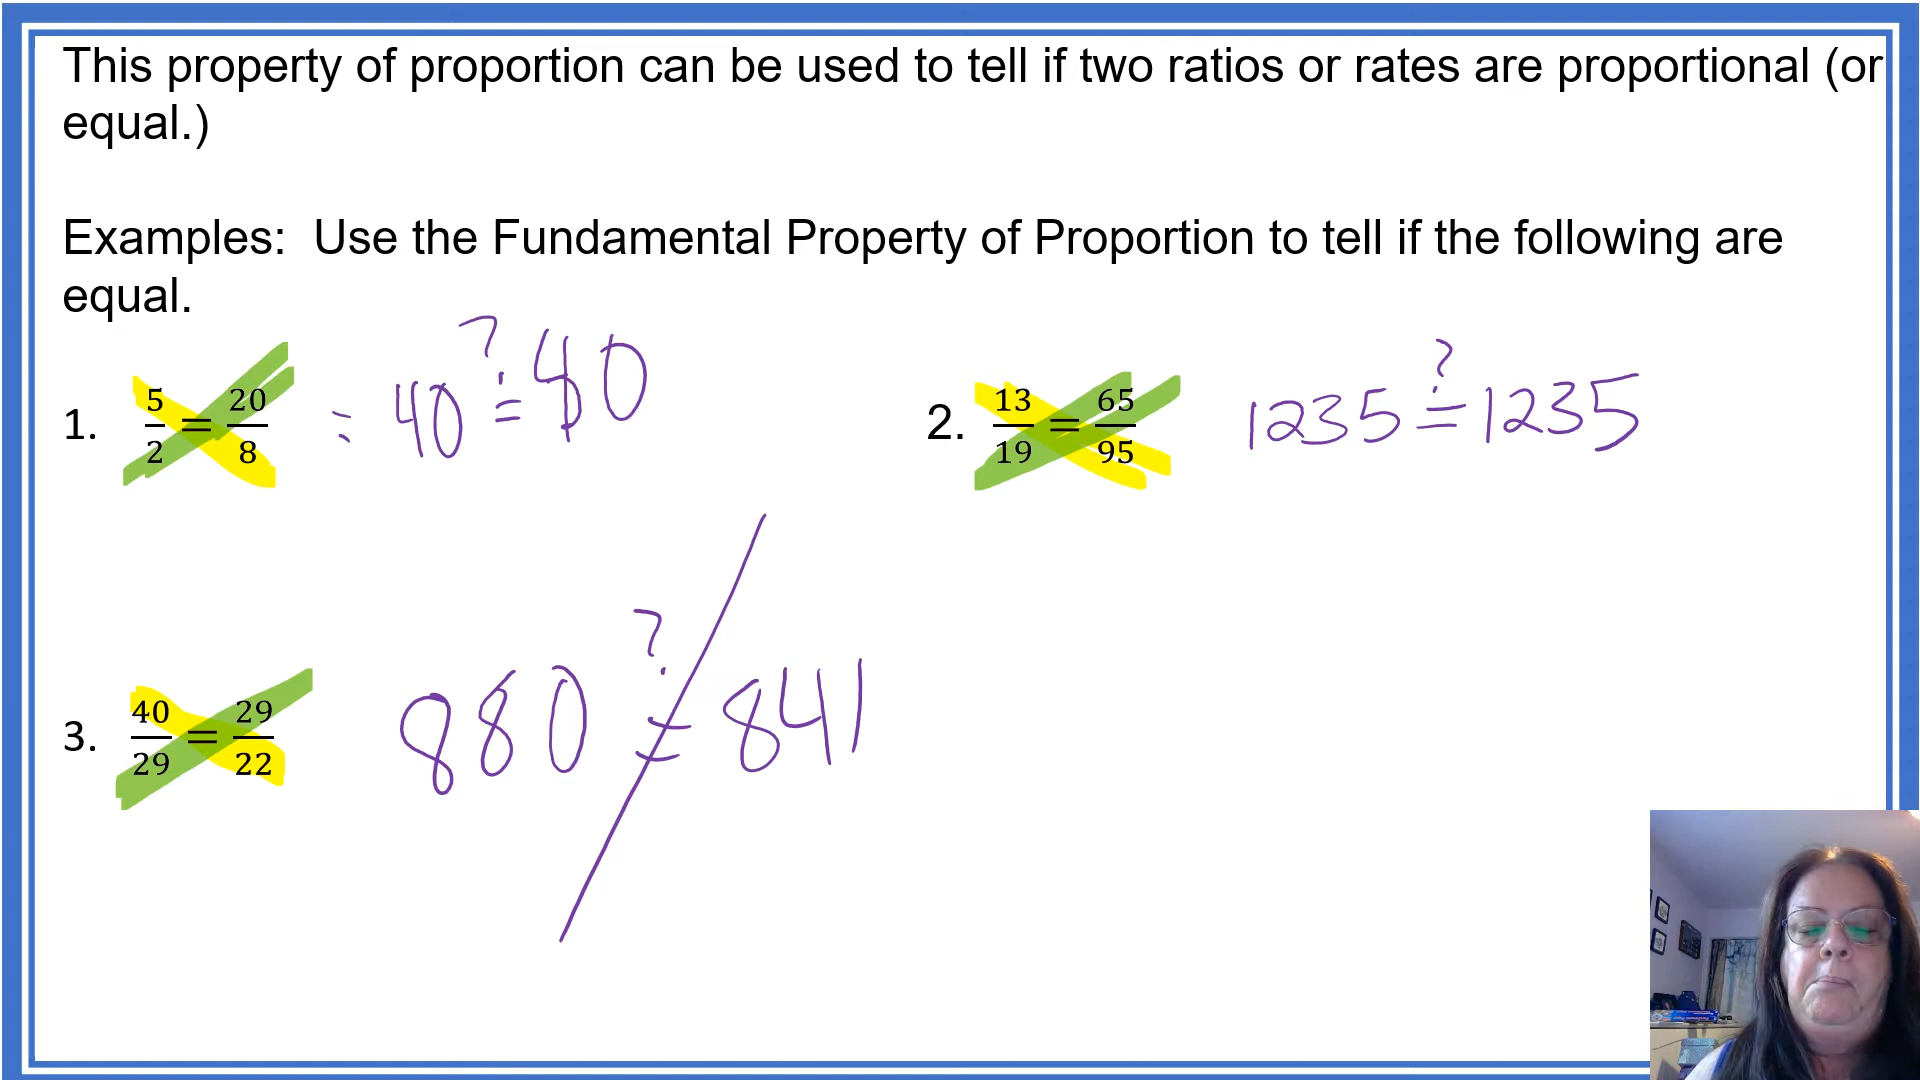 This property of proportion can be used to tell if two ratios or rates are proportional (or
equal.)
Examples: Use the Fundamental Property of Proportion to tell if the following are
equal.
1. 5/2 = 20/8 = 40 ?= 40
2. 13/19 = 65/95 1235 ?= 1235
3. 40/29 = 29/22 880 ?= 841